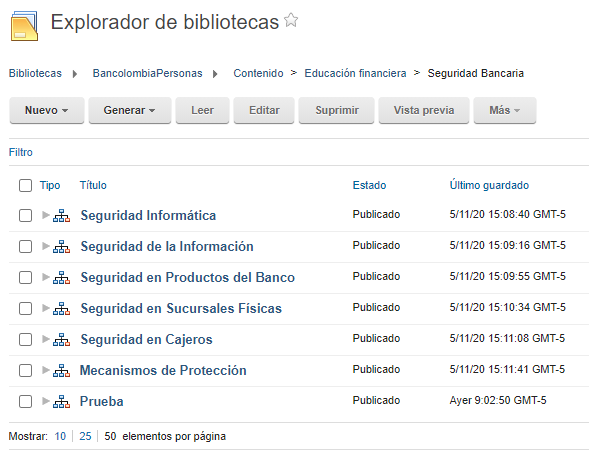 Explorador de bibliotecas
Bibliotecas BancolombiaPersonas Contenido > Educación financiera > Seguridad Bancaria
Nuevo Generar Leer Editar Suprimir Vista previa Más
Filtro
Tipo Título Estado Último guardado
Seguridad Informática Publicado 5/11/20 15:08:40 GMT-5
Seguridad de la Información Publicado 5/11/20 15:09:16 GMT-5
Seguridad en Productos del Banco Publicado 5/11/20 15:09:55 GMT-5
Seguridad en Sucursales Físicas Publicado 5/11/20 15:10:34 GMT-5
Seguridad en Cajeros Publicado 5/11/20 15:11:08 GMT-5
Mecanismos de Protección Publicado 5/11/20 15:11:41 GMT-5
Prueba Publicado Ayer 9:02:50 GMT-5
Mostrar: 10 25 50 elementos por página